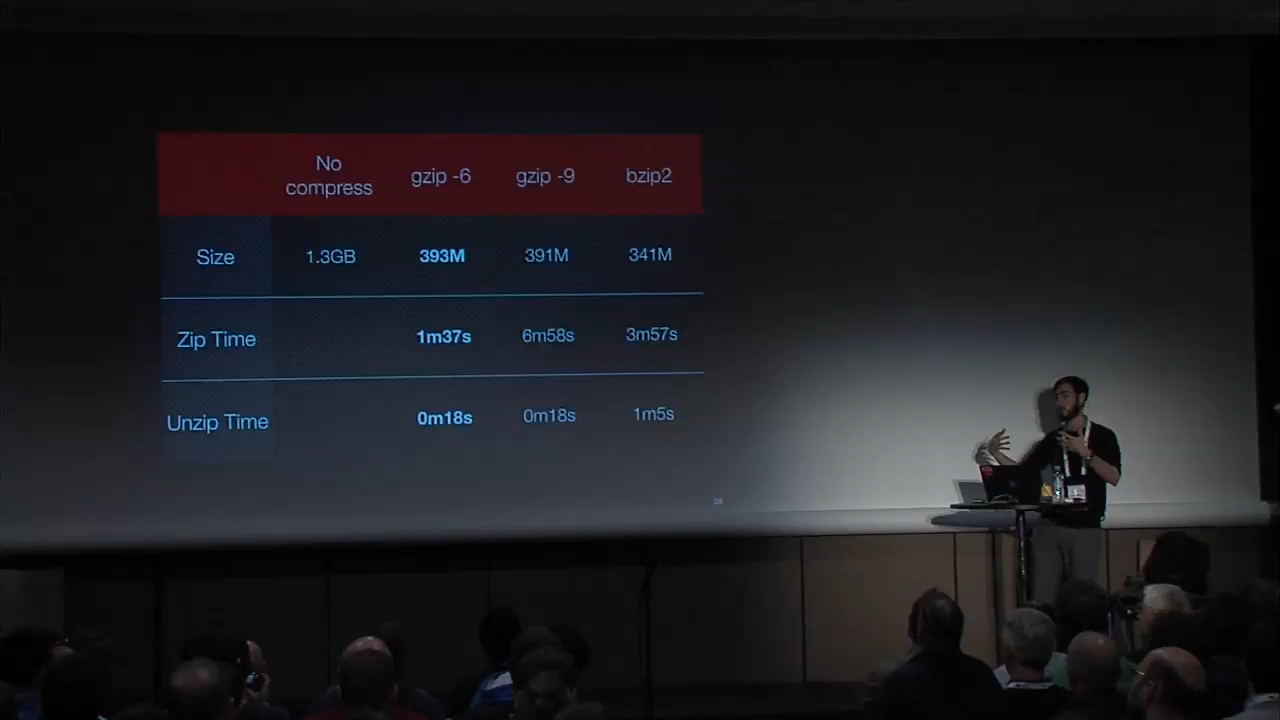 No
compress
gzip -6
gzip -9
bzip2
Size
1.3GB
393M
391M
341M
Zip Time
1m37s
6m58s
3m57s
Unzip Time
0m18s
0m18s
1m5s